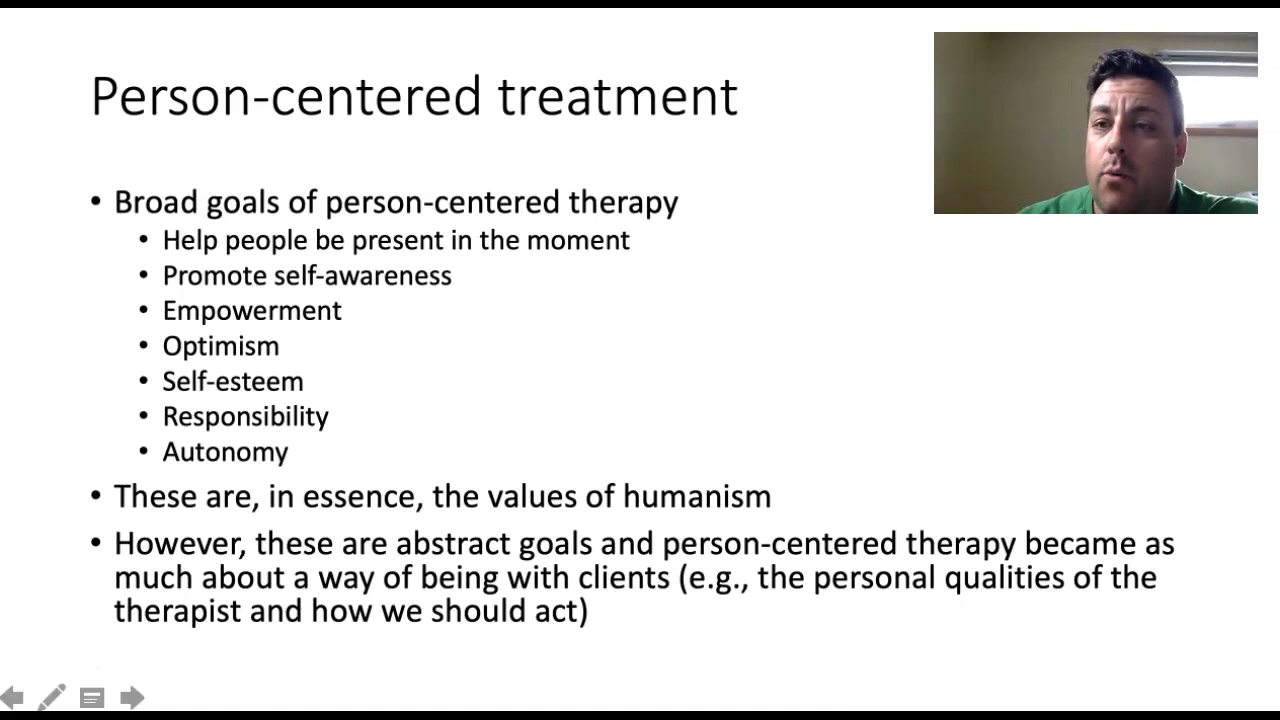 Person-centered treatment
• Broad goals of person-centered therapy
• Help people be present in the moment
• Promote self-awareness
• Empowerment
• Optimism
• Self-esteem
• Responsibility
• Autonomy
• These are, in essence, the values of humanism
• However, these are abstract goals and person-centered therapy became as
much about a way of being with clients (e.g., the personal qualities of the
therapist and how we should act)